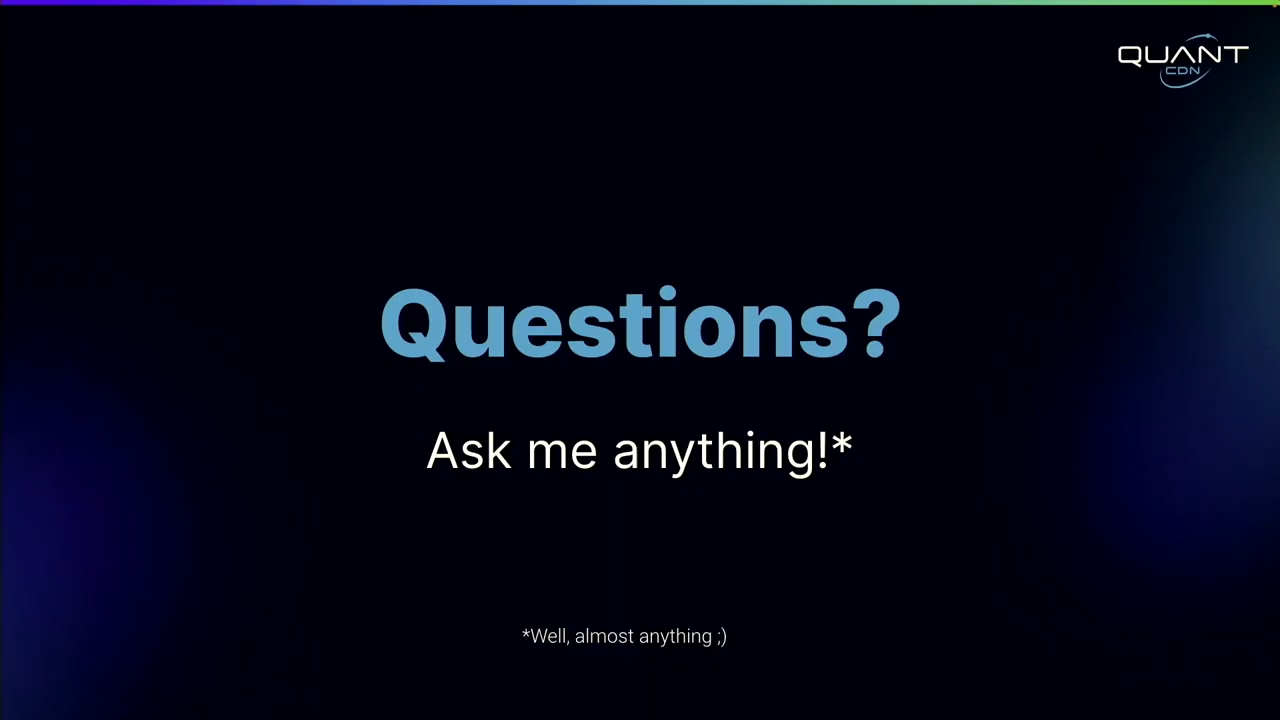 QUANT
CDN
Questions?
Ask me anything!*
*Well, almost anything ;)